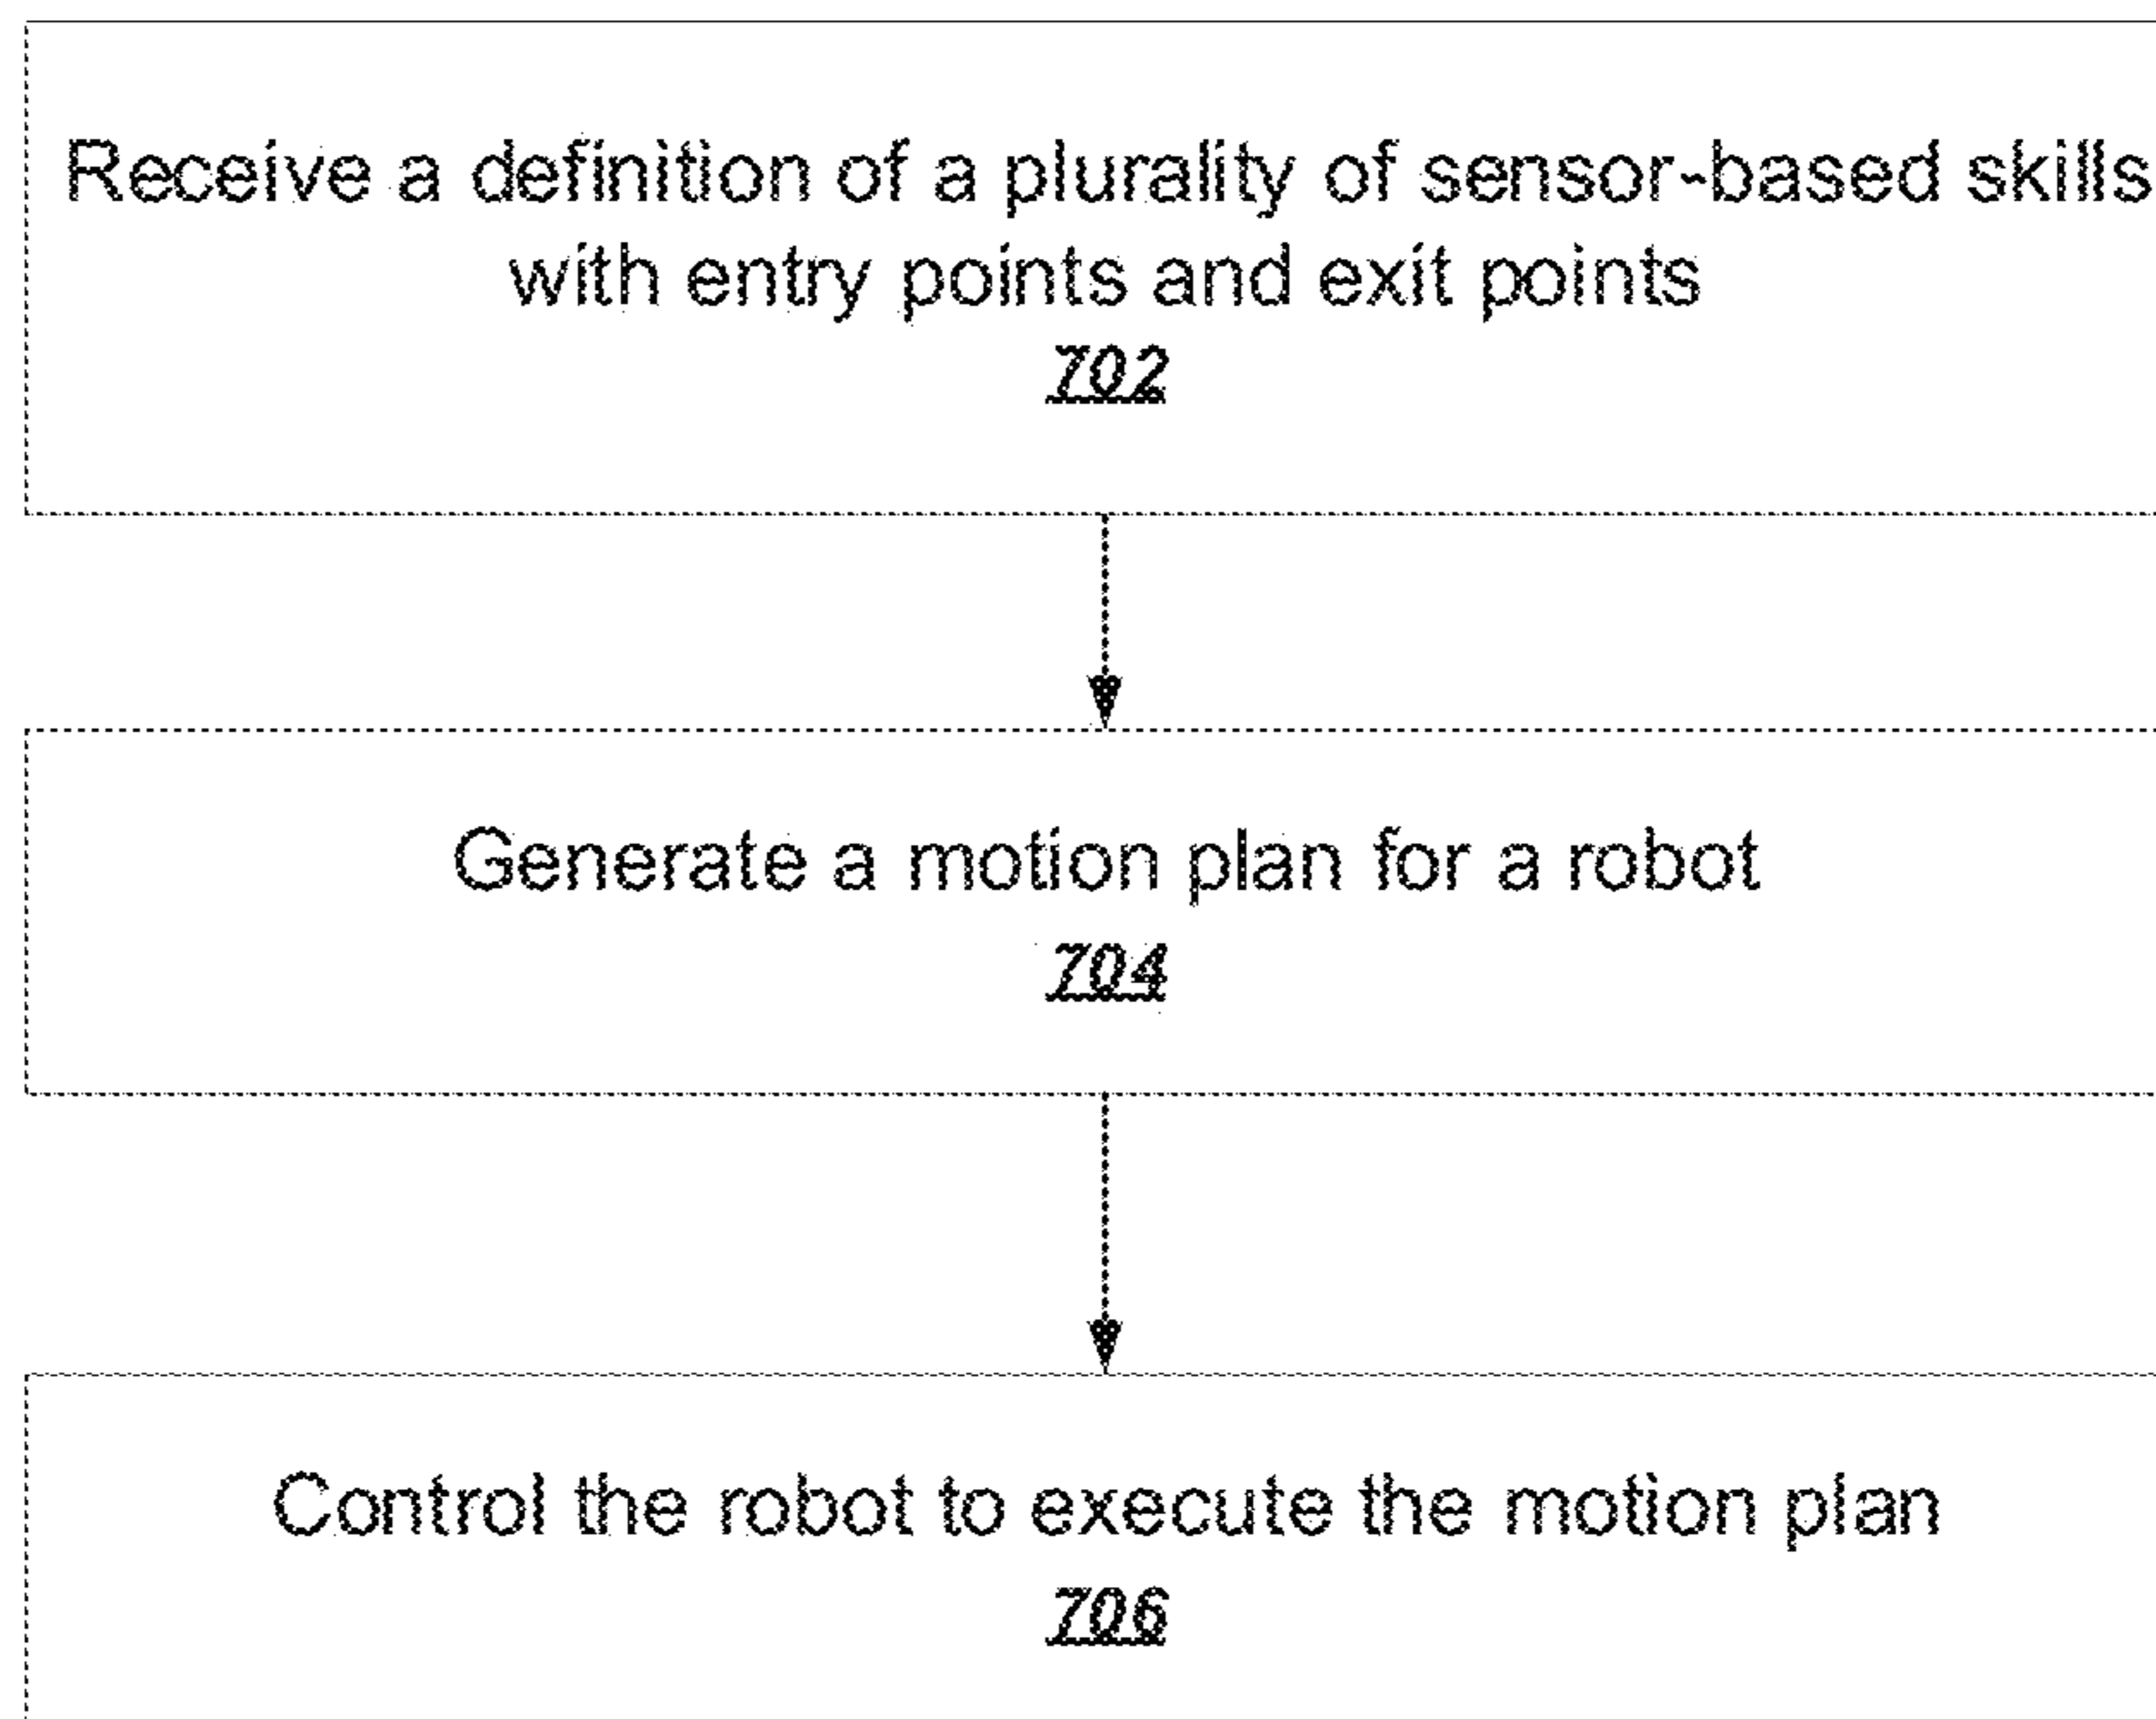 Receive a definition of a plurality of sensor-based skills
with entry points and exit points
702
Generate a motion plan for a robot
704
Control the robot to execute the motion plan
706